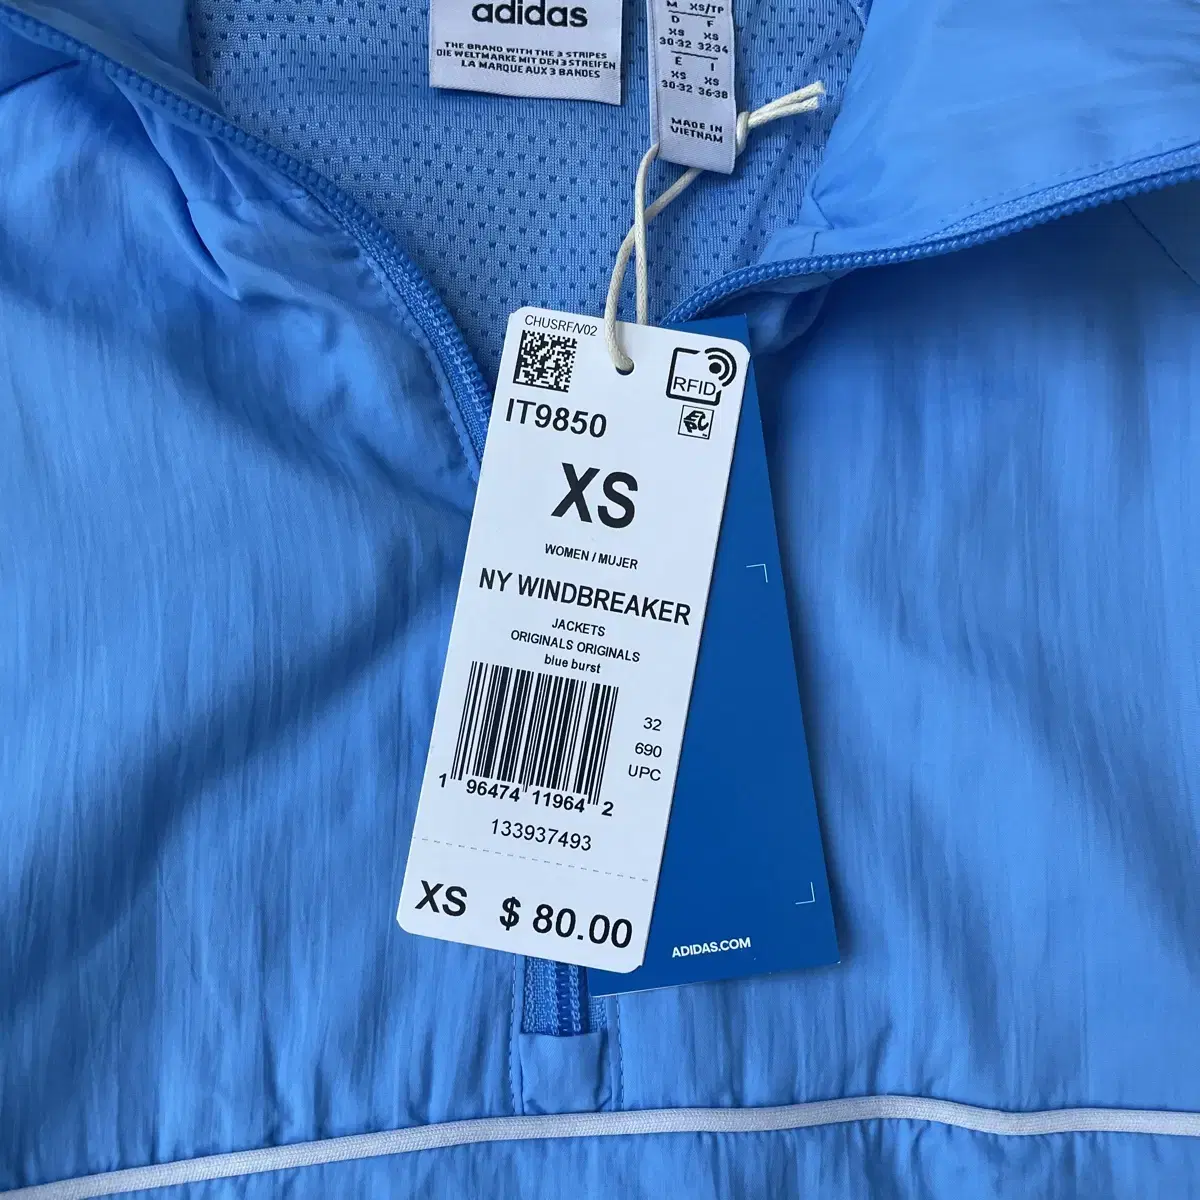 adidas
THE BRAND WITH THE 3 STRIPES
DIE WELTMARKE MIT DEN 3 STREIFEN
LA MARQUE AUX 3 BANDES
M XS/TP
D F
XS XS
30-32 32-34
E I
XS XS
30-32 36-38
MADE IN
VIETNAM
CHUSRF/V02
RFID
IT9850
XS
WOMEN / MUJER
NY WINDBREAKER
JACKETS
ORIGINALS ORIGINALS
blue burst
32
690
UPC
1 96474 11964 2
133937493
XS $ 80.00
ADIDAS.COM